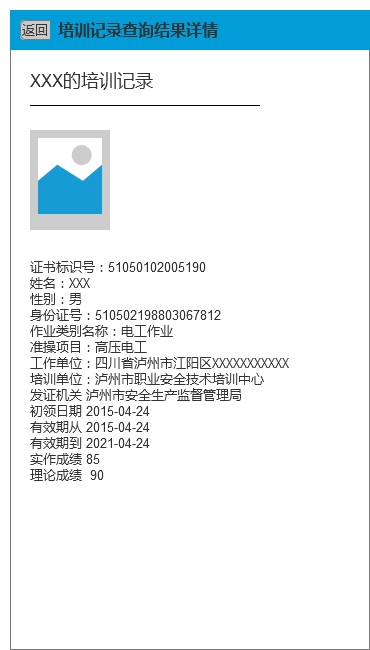 返回 培训记录查询结果详情
XXX的培训记录
证书标识号：51050102005190
姓名：XXX
性别：男
身份证号：510502198803067812
作业类别名称：电工作业
准操项目：高压电工
工作单位：四川省泸州市江阳区XXXXXXXXXXX
培训单位：泸州市职业安全技术培训中心
发证机关 泸州市安全生产监督管理局
初领日期 2015-04-24
有效期从 2015-04-24
有效期到 2021-04-24
实作成绩 85
理论成绩  90